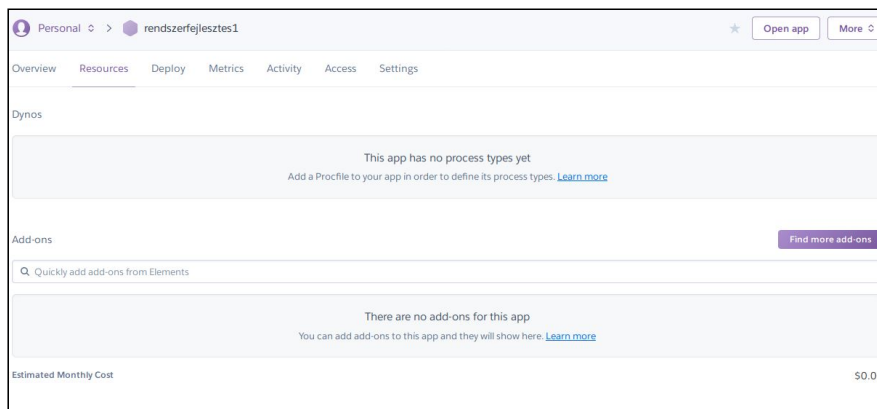 Personal > rendszerfejlesztes1 Open app More
Overview Resources Deploy Metrics Activity Access Settings
Dynos
This app has no process types yet
Add a Procfile to your app in order to define its process types. Learn more
Add-ons Find more add-ons
Quickly add add-ons from Elements
There are no add-ons for this app
You can add add-ons to this app and they will show here. Learn more
Estimated Monthly Cost $0.0